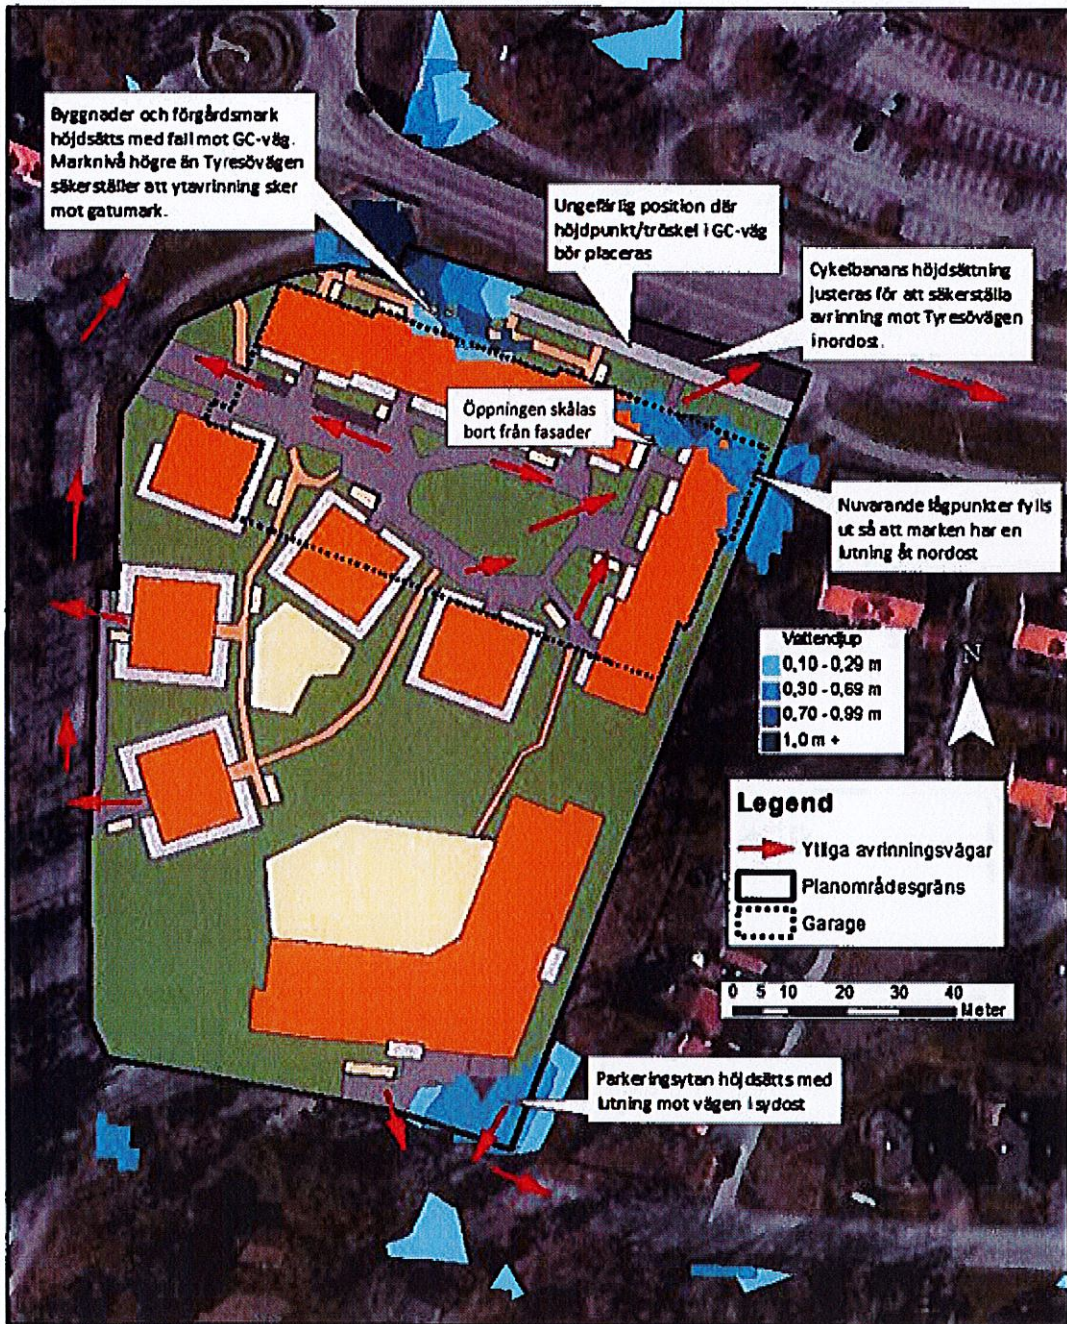 Byggnader och förgårdsmark
höjdsätts med fall mot GC-väg.
Marknivå högre än Tyresövägen
säkerställer att ytavrinning sker
mot gatumark.
Ungefärlig position där
höjdpunkt/tröskel i GC-väg
bör placeras
Cykelbanans höjdsättning
justeras för att säkerställa
avrinning mot Tyresövägen
i nordost.
Öppningen skålas
bort från fasader
Nuvarande lågpunkter fylls
ut så att marken har en
lutning åt nordost
Vattendjup
0,10 - 0,29 m
0,30 - 0,69 m
0,70 - 0,99 m
1,0 m +
N
Legend
Ytliga avrinningsvägar
Planområdesgräns
Garage
0 5 10 20 30 40
Meter
Parkeringsytan höjdsätts med
lutning mot vägen i sydost